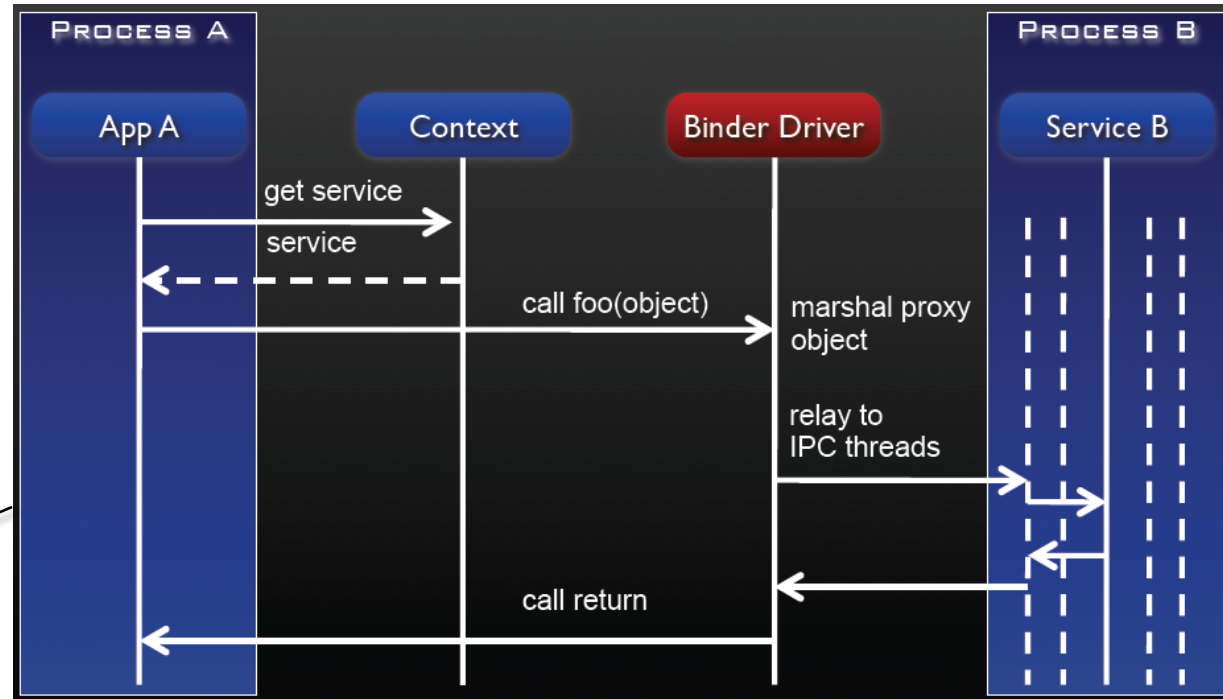 PROCESS A
PROCESS B
App A
Context
Binder Driver
Service B
get service
service
call foo(object)
marshal proxy
object
relay to
IPC threads
call return